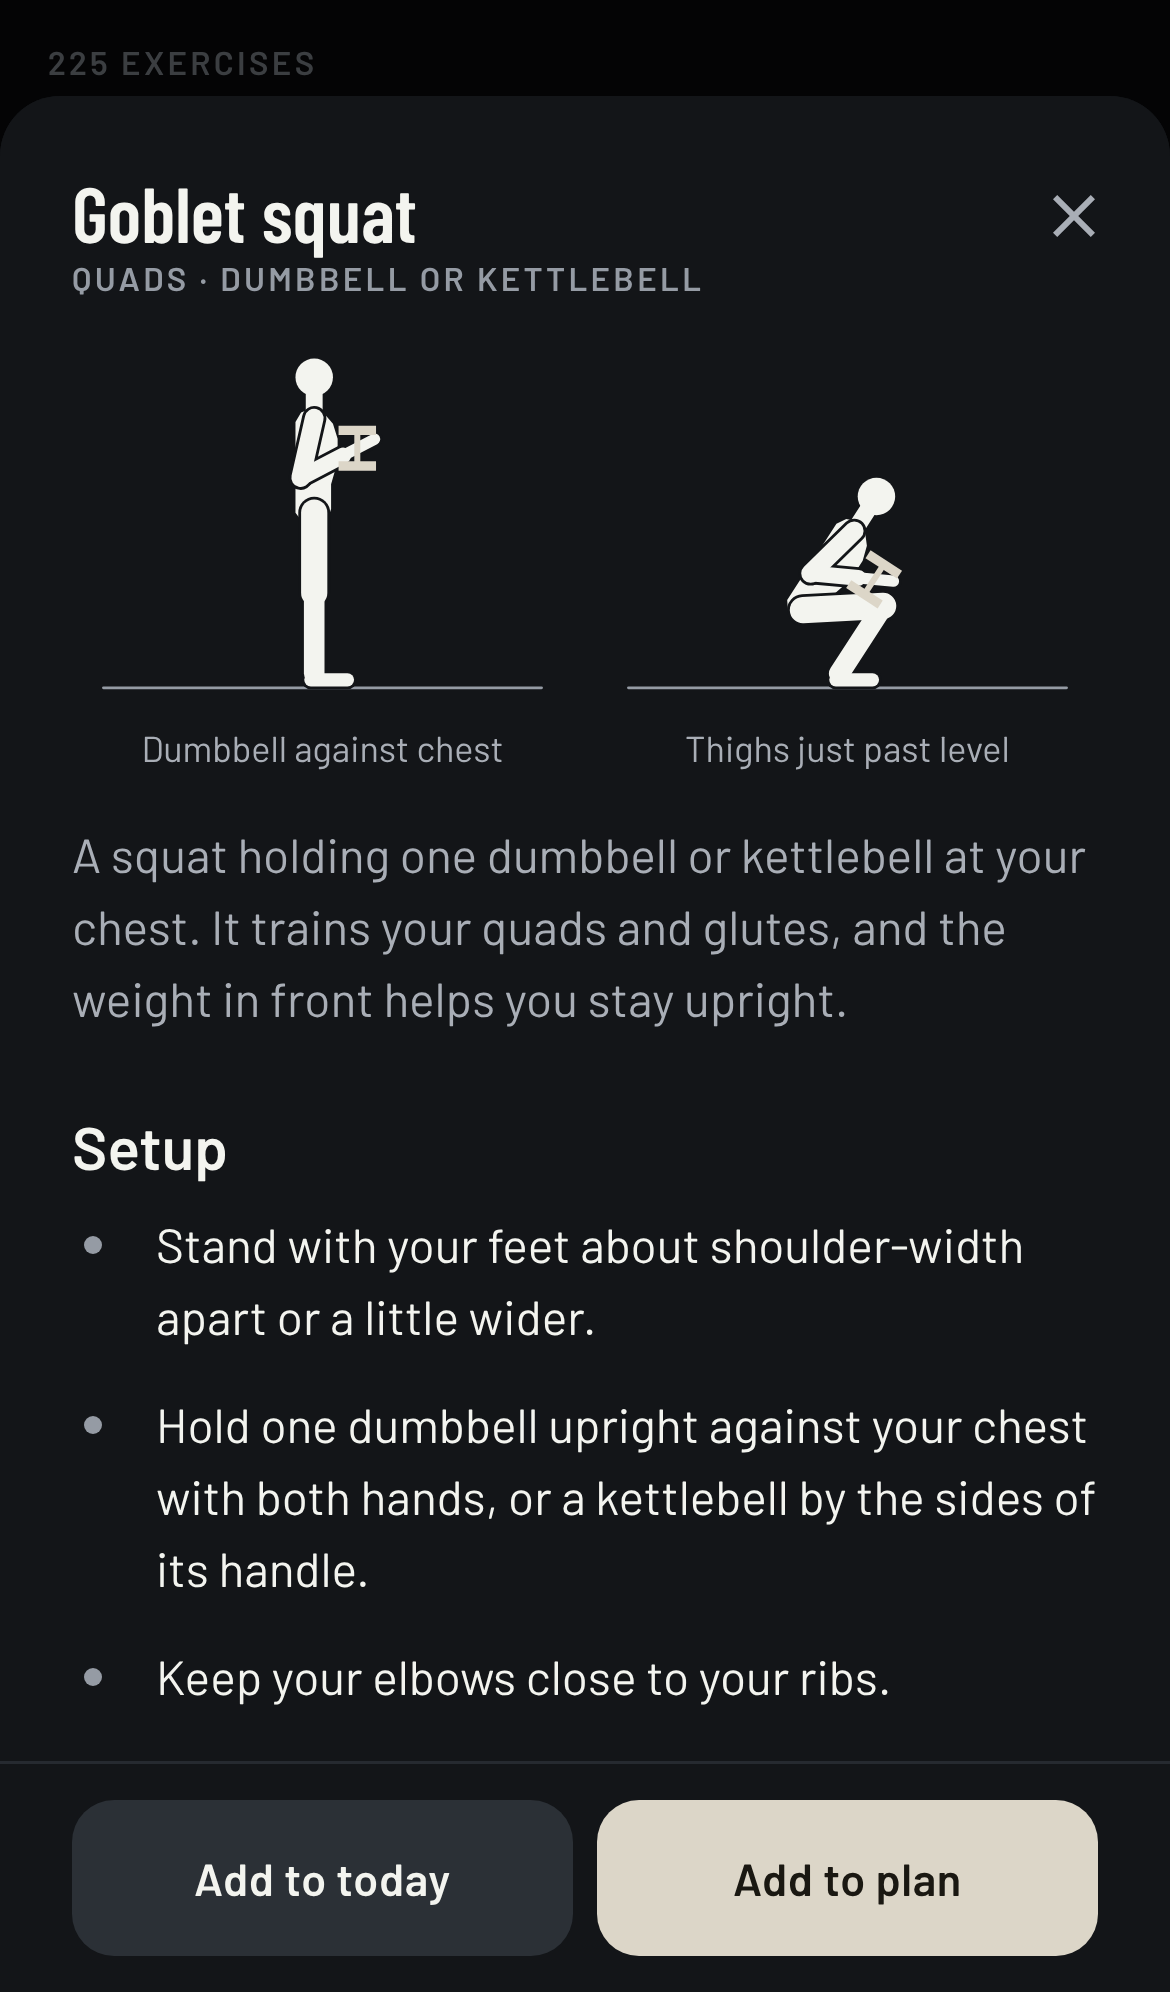 225 EXERCISES
Goblet squat
QUADS · DUMBBELL OR KETTLEBELL
Dumbbell against chest
Thighs just past level
A squat holding one dumbbell or kettlebell at your
chest. It trains your quads and glutes, and the
weight in front helps you stay upright.
Setup
Stand with your feet about shoulder-width
apart or a little wider.
Hold one dumbbell upright against your chest
with both hands, or a kettlebell by the sides of
its handle.
Keep your elbows close to your ribs.
Add to today
Add to plan